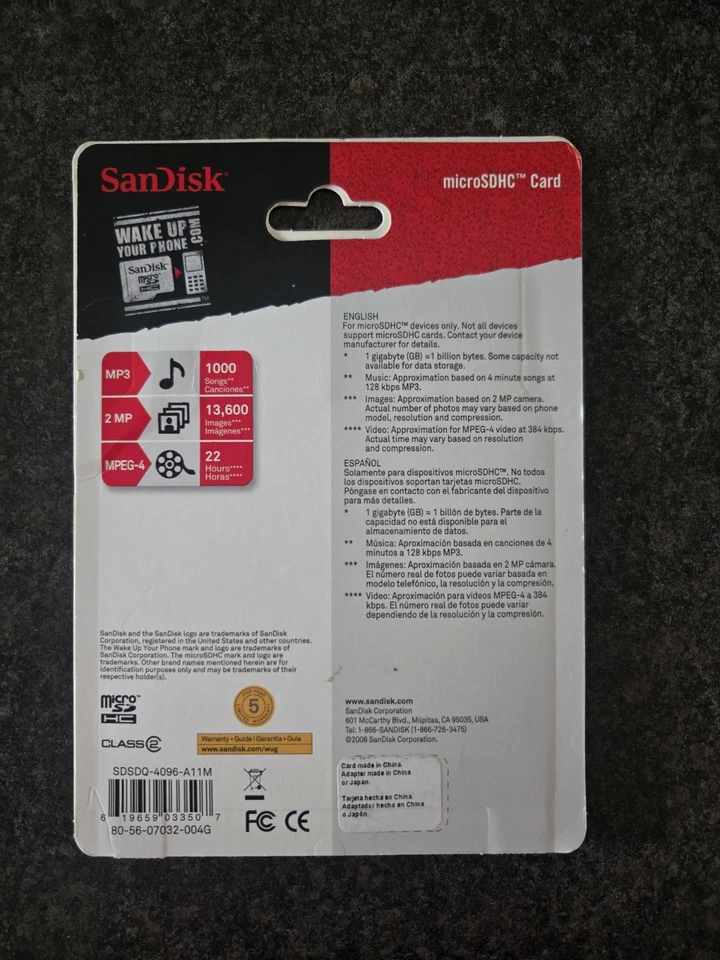 SanDisk
microSDHC™ Card
WAKE UP
YOUR PHONE
.COM
SanDisk
micro
SD
HC
MP3
1000
Songs**
Canciones**
2 MP
13,600
Images***
Imágenes***
MPEG-4
22
Hours****
Horas****
ENGLISH
For microSDHC™ devices only. Not all devices
support microSDHC cards. Contact your device
manufacturer for details.
* 1 gigabyte (GB) =1 billion bytes. Some capacity not
available for data storage.
** Music: Approximation based on 4 minute songs at
128 kbps MP3.
*** Images: Approximation based on 2 MP camera.
Actual number of photos may vary based on phone
model, resolution and compression.
**** Video: Approximation for MPEG-4 video at 384 kbps.
Actual time may vary based on resolution
and compression.
ESPAÑOL
Solamente para dispositivos microSDHC™. No todos
los dispositivos soportan tarjetas microSDHC.
Póngase en contacto con el fabricante del dispositivo
para más detalles.
* 1 gigabyte (GB) = 1 billón de bytes. Parte de la
capacidad no está disponible para el
almacenamiento de datos.
** Música: Aproximación basada en canciones de 4
minutos a 128 kbps MP3.
*** Imágenes: Aproximación basada en 2 MP cámara.
El número real de fotos puede variar basada en
modelo telefónico, la resolución y la compresión.
**** Video: Aproximación para videos MPEG-4 a 384
kbps. El número real de fotos puede variar
dependiendo de la resolución y la compresión.
SanDisk and the SanDisk logo are trademarks of SanDisk
Corporation, registered in the United States and other countries.
The Wake Up Your Phone mark and logo are trademarks of
SanDisk Corporation. The microSDHC mark and logo are
trademarks. Other brand names mentioned herein are for
identification purposes only and may be trademarks of their
respective holder(s).
micro™
SD
HC
FIVE YEAR
5
LIMITED WARRANTY
CLASS 2
Warranty • Guide | Garantia • Guia
www.sandisk.com/wug
www.sandisk.com
SanDisk Corporation
601 McCarthy Blvd., Milpitas, CA 95035, USA
Tel: 1-866-SANDISK (1-866-726-3475)
©2008 SanDisk Corporation.
SDSDQ-4096-A11M
6 19659 03350 7
80-56-07032-004G
FC CE
Card made in China.
Adapter made in China
or Japan.
Tarjeta hecha en China.
Adaptador hecho en China
o Japón.